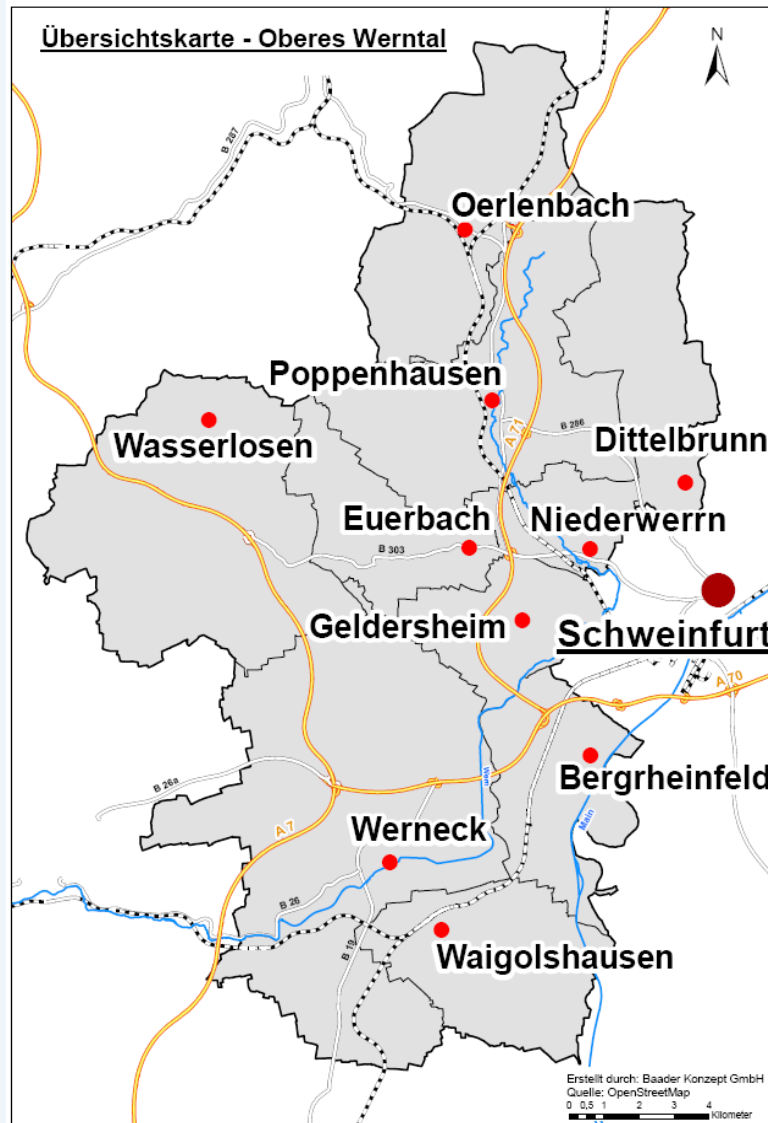 Übersichtskarte - Oberes Werntal
N
B 287
Oerlenbach
Poppenhausen
A 71
B 286
Wasserlosen
Dittelbrunn
Euerbach
Niederwerrn
B 303
Geldersheim
Schweinfurt
A 70
B 26a
Wern
Bergrheinfeld
A 7
Main
Werneck
B 26
B 19
Waigolshausen
Erstellt durch: Baader Konzept GmbH
Quelle: OpenStreetMap
0 0,5 1 2 3 4
Kilometer